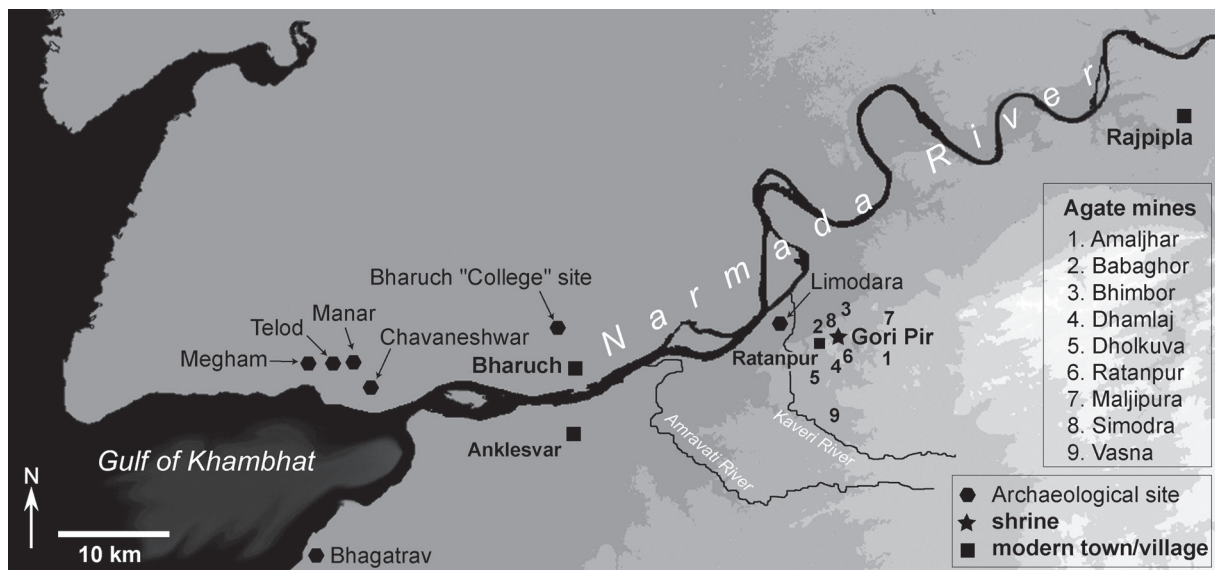 Narmada River
Rajpipla
Agate mines
1. Amaljhar
2. Babaghor
3. Bhimbor
4. Dhamlaj
5. Dholkuva
6. Ratanpur
7. Maljipura
8. Simodra
9. Vasna
Bharuch "College" site
Limodara
Manar
Telod
Chavaneshwar
Megham
Bharuch
3
7
2
8
Gori Pir
Ratanpur
6
1
4
5
9
Anklesvar
Amravati River
Kaveri River
Gulf of Khambhat
N
10 km
Bhagatrav
Archaeological site
shrine
modern town/village